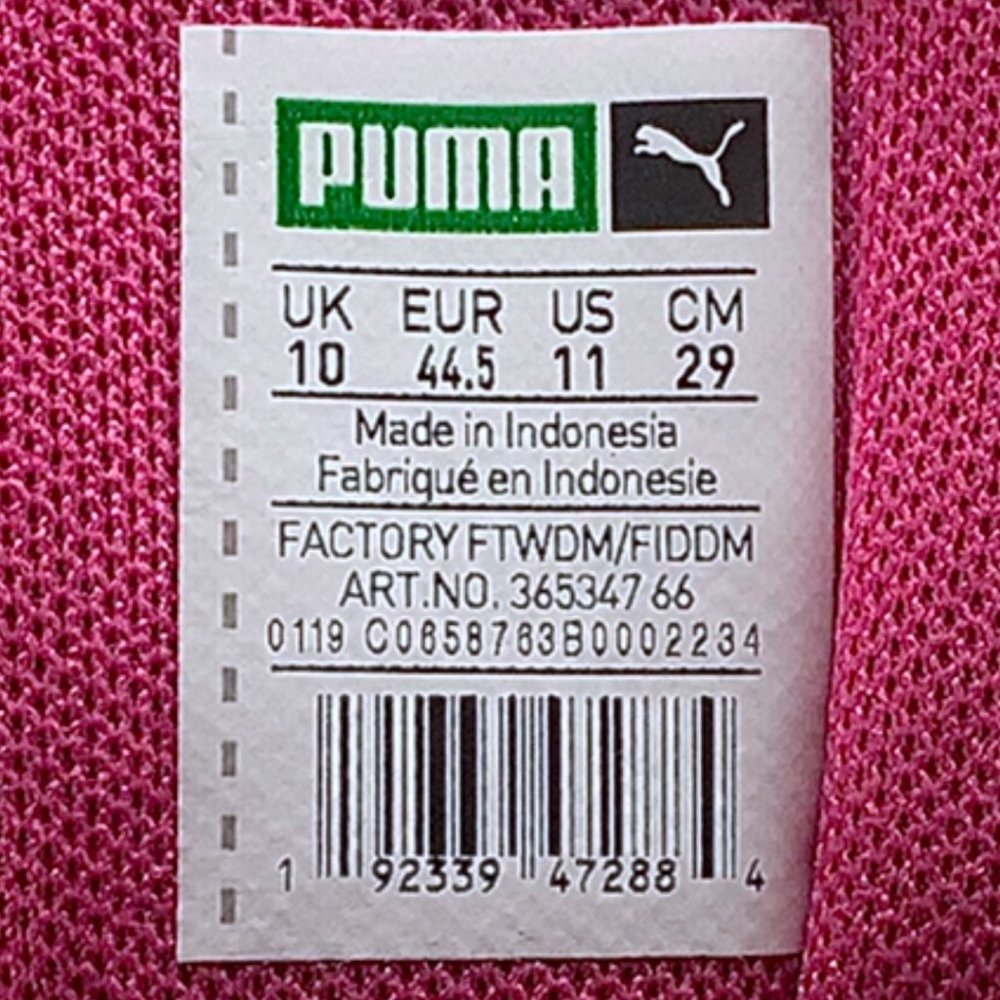 PUMA
UK EUR US CM
10 44.5 11 29
Made in Indonesia
Fabriqué en Indonesie
FACTORY FTWDM/FIDDM
ART.NO. 365347 66
0119 C0658763B0002234
1 92339 47288 4